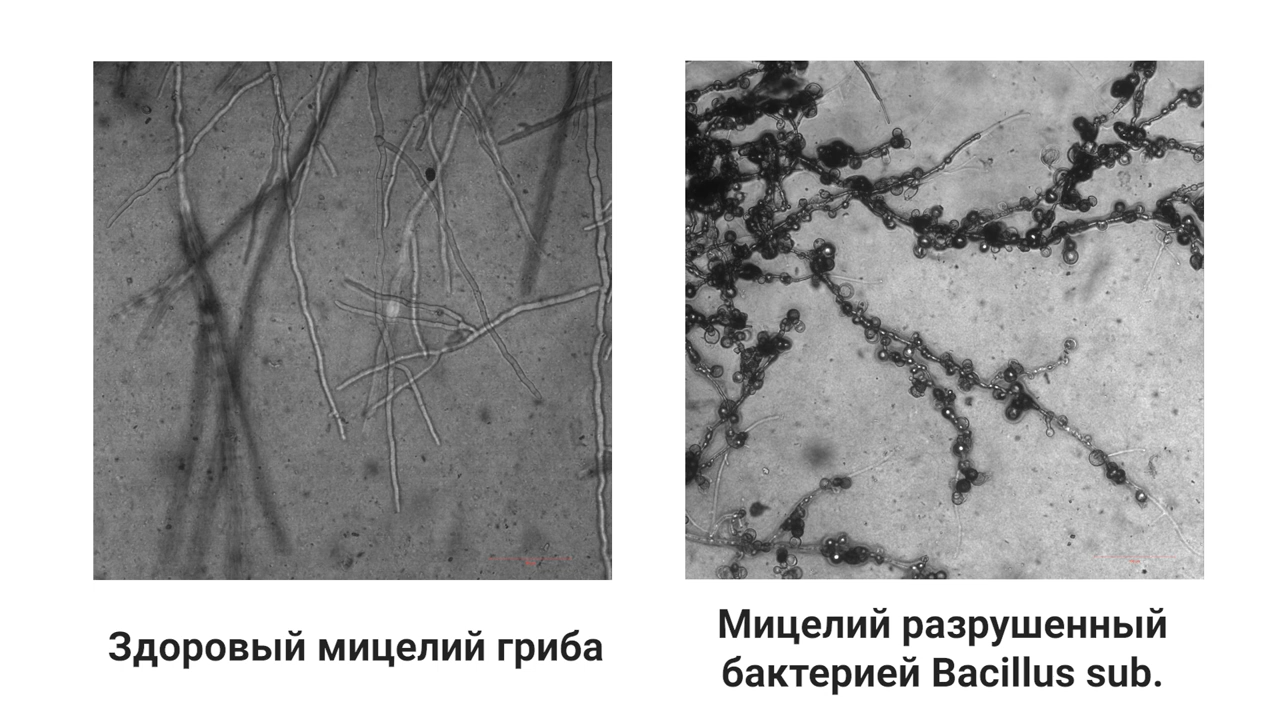 Здоровый мицелий гриба
Мицелий разрушенный
бактерией Bacillus sub.